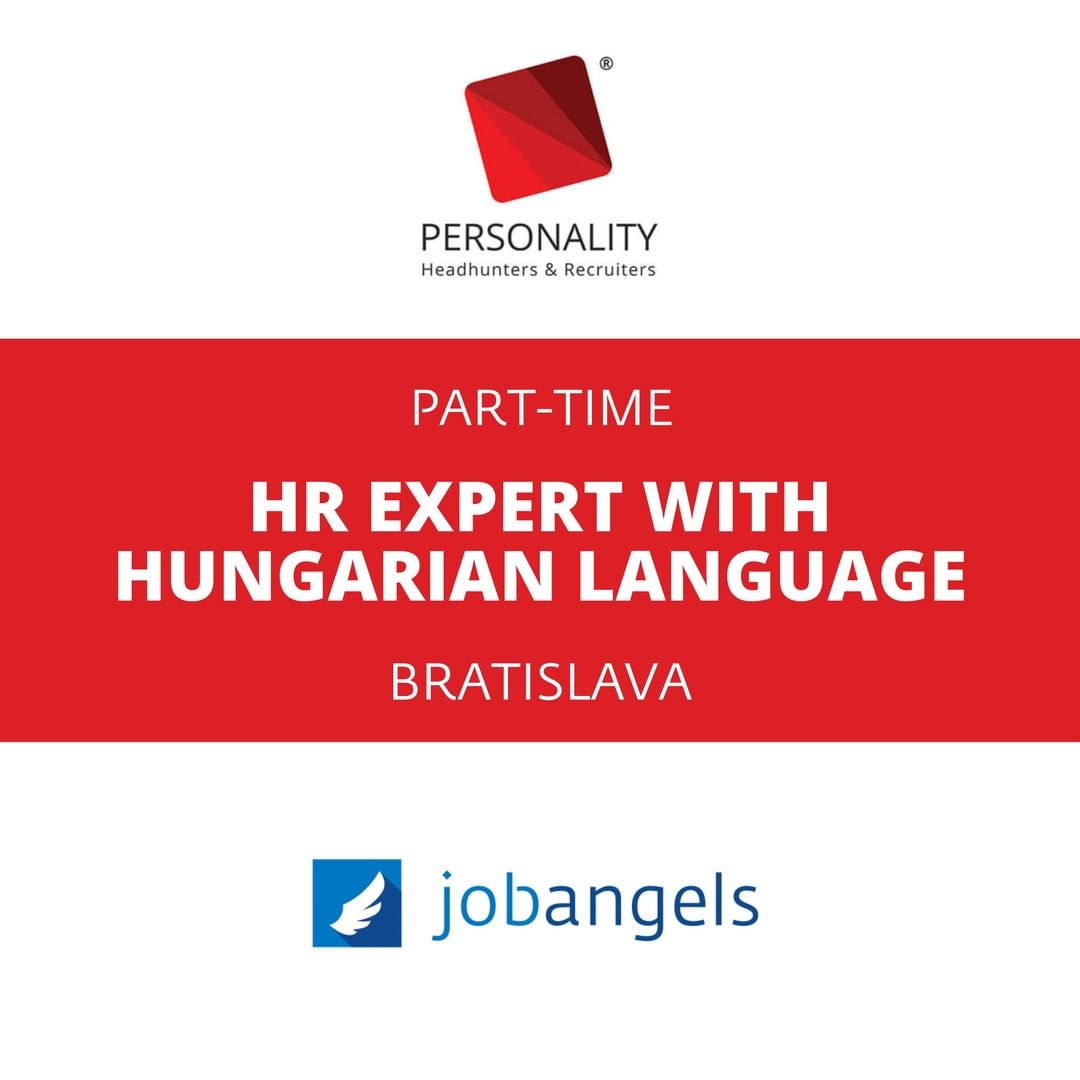 ®
PERSONALITY
Headhunters & Recruiters
PART-TIME
HR EXPERT WITH
HUNGARIAN LANGUAGE
BRATISLAVA
jobangels